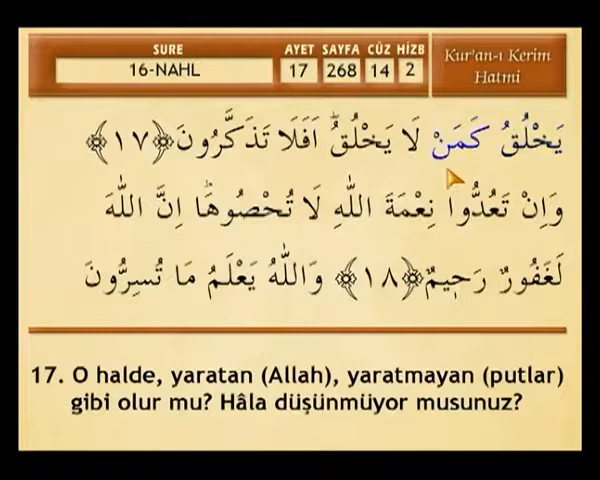 SURE AYET SAYFA CÜZ HİZB
16-NAHL 17 268 14 2
Kur'an-ı Kerim
Hatmi
يَخْلُقُ كَمَنْ لَا يَخْلُقُۜ اَفَلَا تَذَكَّرُونَ ﴿١٧﴾
وَاِنْ تَعُدُّوا نِعْمَةَ اللّٰهِ لَا تُحْصُوهَاۜ اِنَّ اللّٰهَ
لَغَفُورٌ رَحٖيمٌ ﴿١٨﴾ وَاللّٰهُ يَعْلَمُ مَا تُسِرُّونَ
17. O halde, yaratan (Allah), yaratmayan (putlar)
gibi olur mu? Hâla düşünmüyor musunuz?